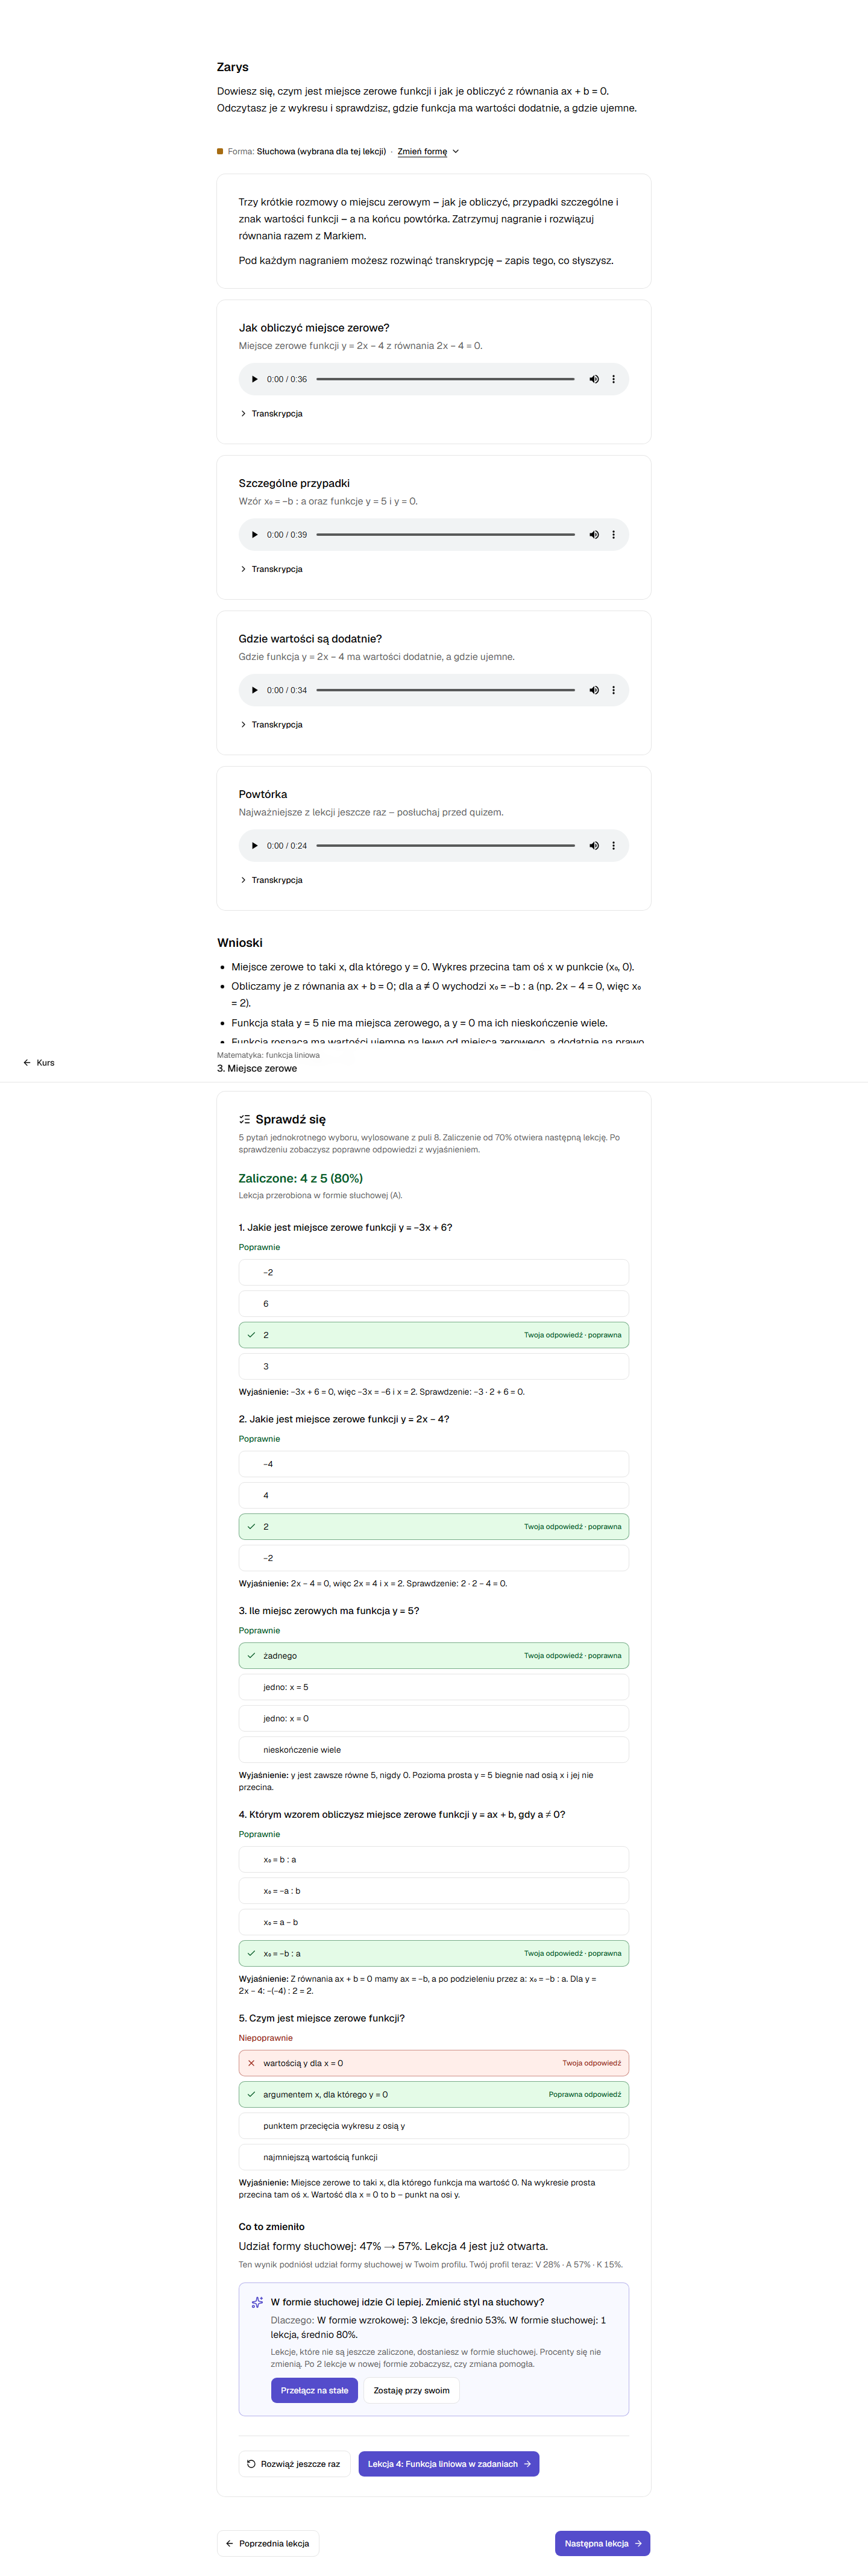 Zarys
Dowiesz się, czym jest miejsce zerowe funkcji i jak je obliczyć z równania ax + b = 0.
Odczytasz je z wykresu i sprawdzisz, gdzie funkcja ma wartości dodatnie, a gdzie ujemne.
Forma: Słuchowa (wybrana dla tej lekcji) · Zmień formę
Trzy krótkie rozmowy o miejscu zerowym – jak je obliczyć, przypadki szczególne i
znak wartości funkcji – a na końcu powtórka. Zatrzymuj nagranie i rozwiązuj
równania razem z Markiem.
Pod każdym nagraniem możesz rozwinąć transkrypcję – zapis tego, co słyszysz.
Jak obliczyć miejsce zerowe?
Miejsce zerowe funkcji y = 2x − 4 z równania 2x − 4 = 0.
0:00 / 0:36
Transkrypcja
Szczególne przypadki
Wzór x₀ = −b : a oraz funkcje y = 5 i y = 0.
0:00 / 0:39
Transkrypcja
Gdzie wartości są dodatnie?
Gdzie funkcja y = 2x − 4 ma wartości dodatnie, a gdzie ujemne.
0:00 / 0:34
Transkrypcja
Powtórka
Najważniejsze z lekcji jeszcze raz – posłuchaj przed quizem.
0:00 / 0:24
Transkrypcja
Wnioski
• Miejsce zerowe to taki x, dla którego y = 0. Wykres przecina tam oś x w punkcie (x₀, 0).
• Obliczamy je z równania ax + b = 0; dla a ≠ 0 wychodzi x₀ = −b : a (np. 2x − 4 = 0, więc x₀
= 2).
• Funkcja stała y = 5 nie ma miejsca zerowego, a y = 0 ma ich nieskończenie wiele.
• Funkcja rosnąca ma wartości ujemne na lewo od miejsca zerowego, a dodatnie na prawo
Kurs
Matematyka: funkcja liniowa
3. Miejsce zerowe
Sprawdź się
5 pytań jednokrotnego wyboru, wylosowane z puli 8. Zaliczenie od 70% otwiera następną lekcję. Po
sprawdzeniu zobaczysz poprawne odpowiedzi z wyjaśnieniem.
Zaliczone: 4 z 5 (80%)
Lekcja przerobiona w formie słuchowej (A).
1. Jakie jest miejsce zerowe funkcji y = −3x + 6?
Poprawnie
−2
6
2 Twoja odpowiedź · poprawna
3
Wyjaśnienie: −3x + 6 = 0, więc −3x = −6 i x = 2. Sprawdzenie: −3 · 2 + 6 = 0.
2. Jakie jest miejsce zerowe funkcji y = 2x − 4?
Poprawnie
−4
4
2 Twoja odpowiedź · poprawna
−2
Wyjaśnienie: 2x − 4 = 0, więc 2x = 4 i x = 2. Sprawdzenie: 2 · 2 − 4 = 0.
3. Ile miejsc zerowych ma funkcja y = 5?
Poprawnie
żadnego Twoja odpowiedź · poprawna
jedno: x = 5
jedno: x = 0
nieskończenie wiele
Wyjaśnienie: y jest zawsze równe 5, nigdy 0. Pozioma prosta y = 5 biegnie nad osią x i jej nie
przecina.
4. Którym wzorem obliczysz miejsce zerowe funkcji y = ax + b, gdy a ≠ 0?
Poprawnie
x₀ = b : a
x₀ = −a : b
x₀ = a − b
x₀ = −b : a Twoja odpowiedź · poprawna
Wyjaśnienie: Z równania ax + b = 0 mamy ax = −b, a po podzieleniu przez a: x₀ = −b : a. Dla y =
2x − 4: −(−4) : 2 = 2.
5. Czym jest miejsce zerowe funkcji?
Niepoprawnie
wartością y dla x = 0 Twoja odpowiedź
argumentem x, dla którego y = 0 Poprawna odpowiedź
punktem przecięcia wykresu z osią y
najmniejszą wartością funkcji
Wyjaśnienie: Miejsce zerowe to taki x, dla którego funkcja ma wartość 0. Na wykresie prosta
przecina tam oś x. Wartość dla x = 0 to b – punkt na osi y.
Co to zmieniło
Udział formy słuchowej: 47% → 57%. Lekcja 4 jest już otwarta.
Ten wynik podniósł udział formy słuchowej w Twoim profilu. Twój profil teraz: V 28% · A 57% · K 15%.
W formie słuchowej idzie Ci lepiej. Zmienić styl na słuchowy?
Dlaczego: W formie wzrokowej: 3 lekcje, średnio 53%. W formie słuchowej: 1
lekcja, średnio 80%.
Lekcje, które nie są jeszcze zaliczone, dostaniesz w formie słuchowej. Procenty się nie
zmienią. Po 2 lekcje w nowej formie zobaczysz, czy zmiana pomogła.
Przełącz na stałe
Zostaję przy swoim
Rozwiąż jeszcze raz
Lekcja 4: Funkcja liniowa w zadaniach
Poprzednia lekcja
Następna lekcja